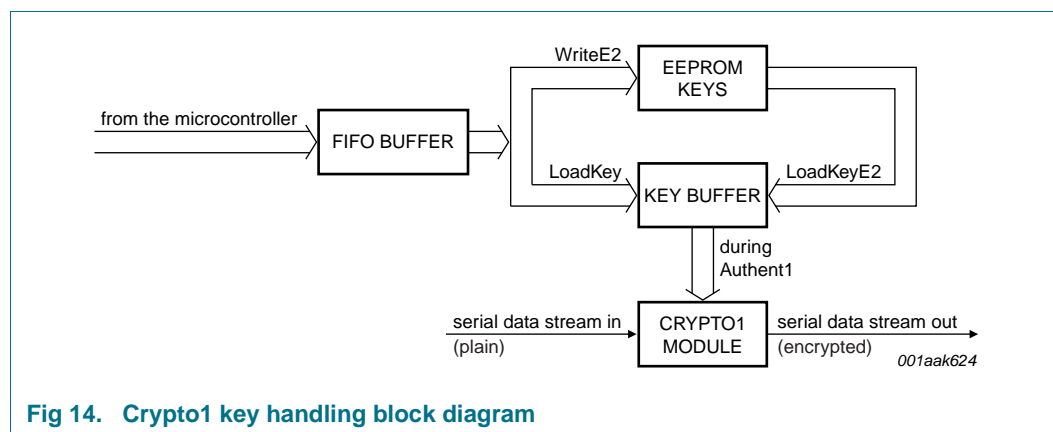 WriteE2
EEPROM
KEYS
from the microcontroller
FIFO BUFFER
LoadKey
LoadKeyE2
KEY BUFFER
during
Authent1
serial data stream in
(plain)
CRYPTO1
MODULE
serial data stream out
(encrypted)
001aak624
Fig 14. Crypto1 key handling block diagram